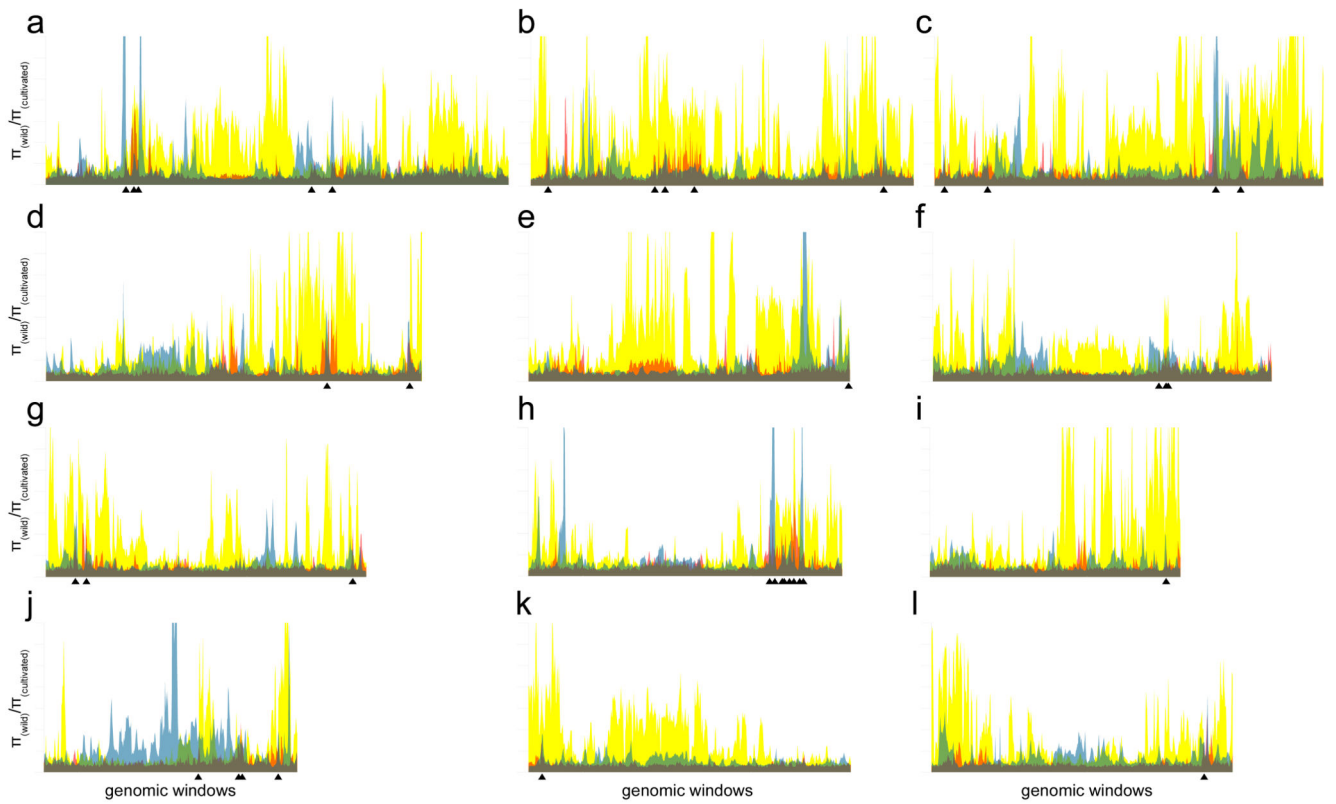 a b c
π(wild)/π(cultivated)
d e f
π(wild)/π(cultivated)
g h i
π(wild)/π(cultivated)
j k l
π(wild)/π(cultivated)
genomic windows genomic windows genomic windows